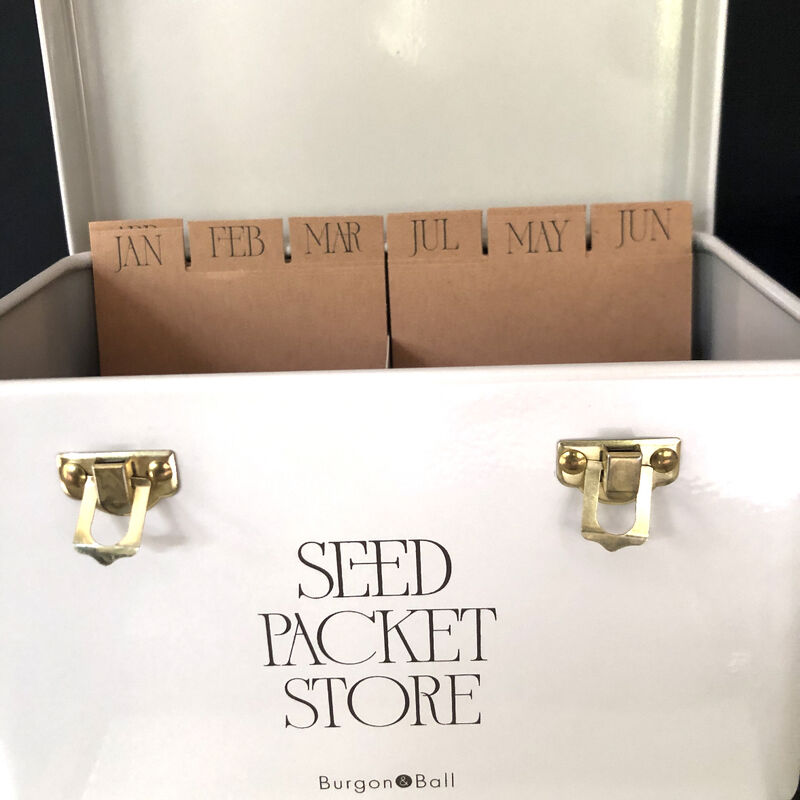 JAN FEB MAR JUL MAY JUN
SEED
PACKET
STORE
Burgon & Ball